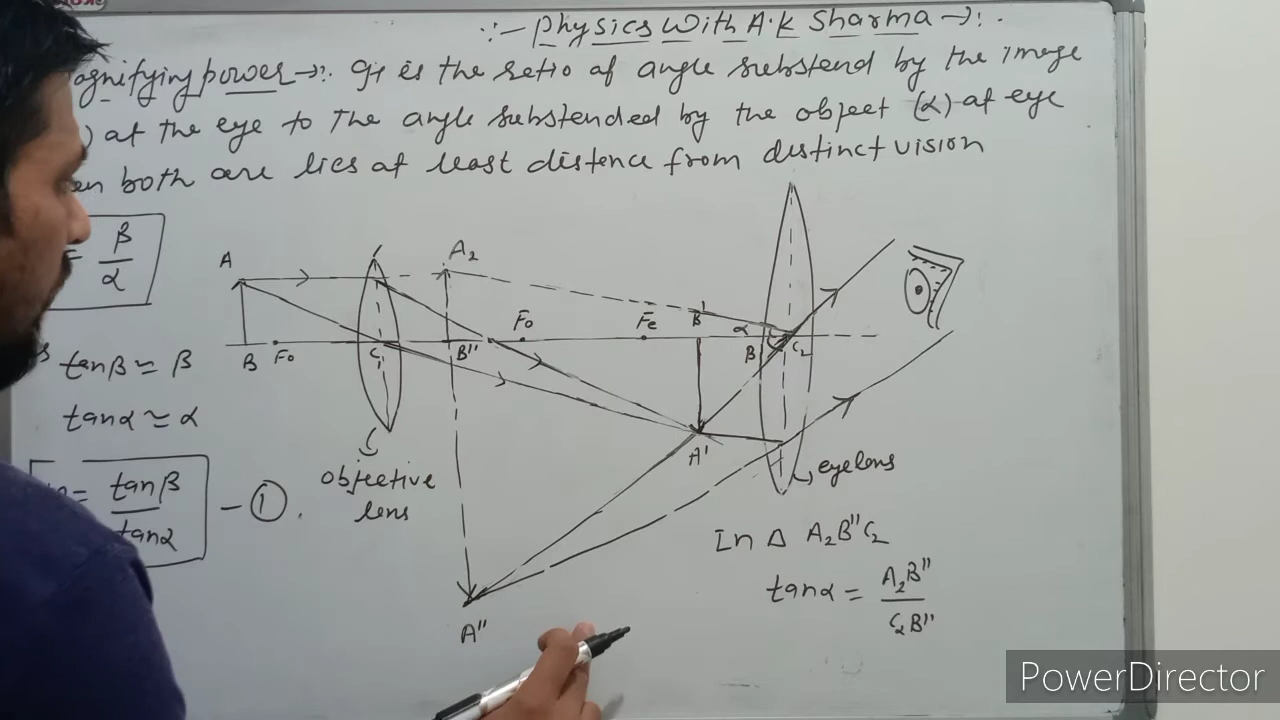 :- Physics With A.K Sharma →:.
agnifying power →:. It is the retio of angle substend by the image
) at the eye to The angle substended by the object (α) at eye
en both are lies at least distence from distinct vision
= β/α
tanβ ≃ β
tanα ≃ α
= tanβ/tanα - ①.
A
A₂
Fo
Fe
B'
α
B
Fo
C₁
B"
β
C₂
A'
objective
lens
eyelens
A"
In Δ A₂B"C₂
tanα = A₂B"/C₂B"
PowerDirector